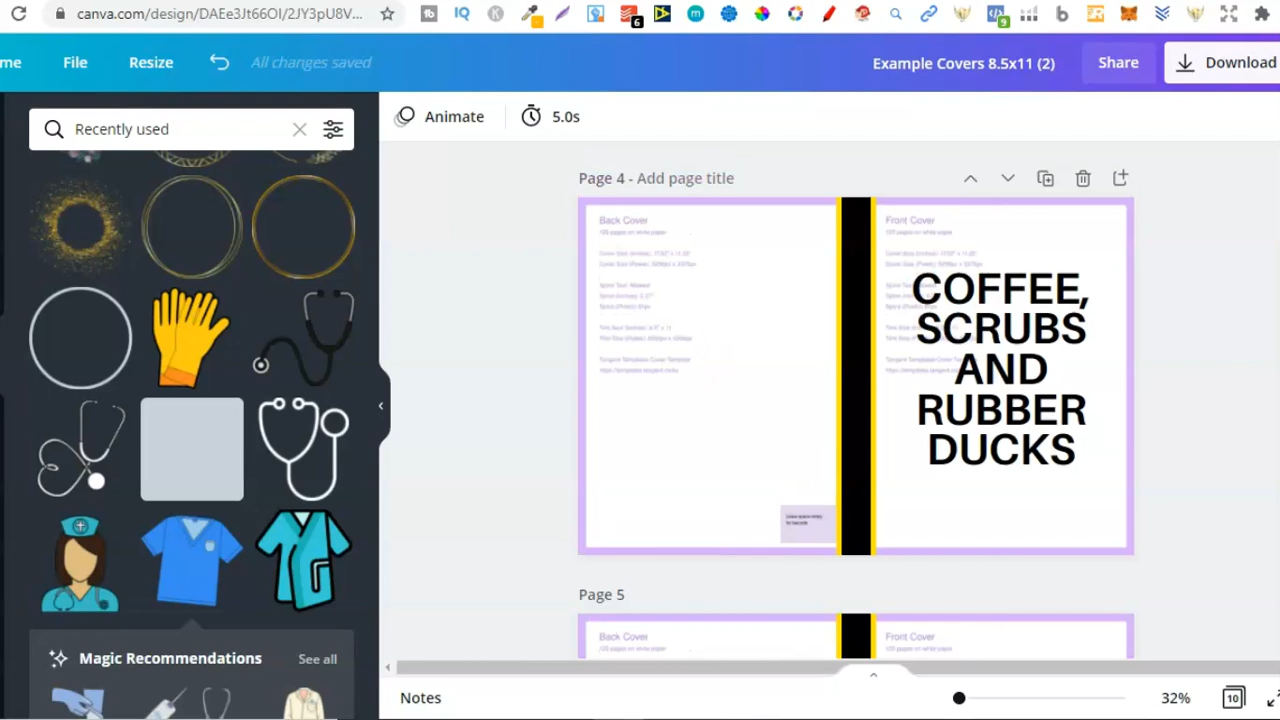 canva.com/design/DAEe3Jt66OI/2JY3pU8V...
6
9
me
File
Resize
All changes saved
Example Covers 8.5x11 (2)
Share
Download
Recently used
Animate
5.0s
Page 4 - Add page title
Back Cover
Front Cover
COFFEE,
SCRUBS
AND
RUBBER
DUCKS
Page 5
Back Cover
Front Cover
Magic Recommendations
See all
Notes
32%
10